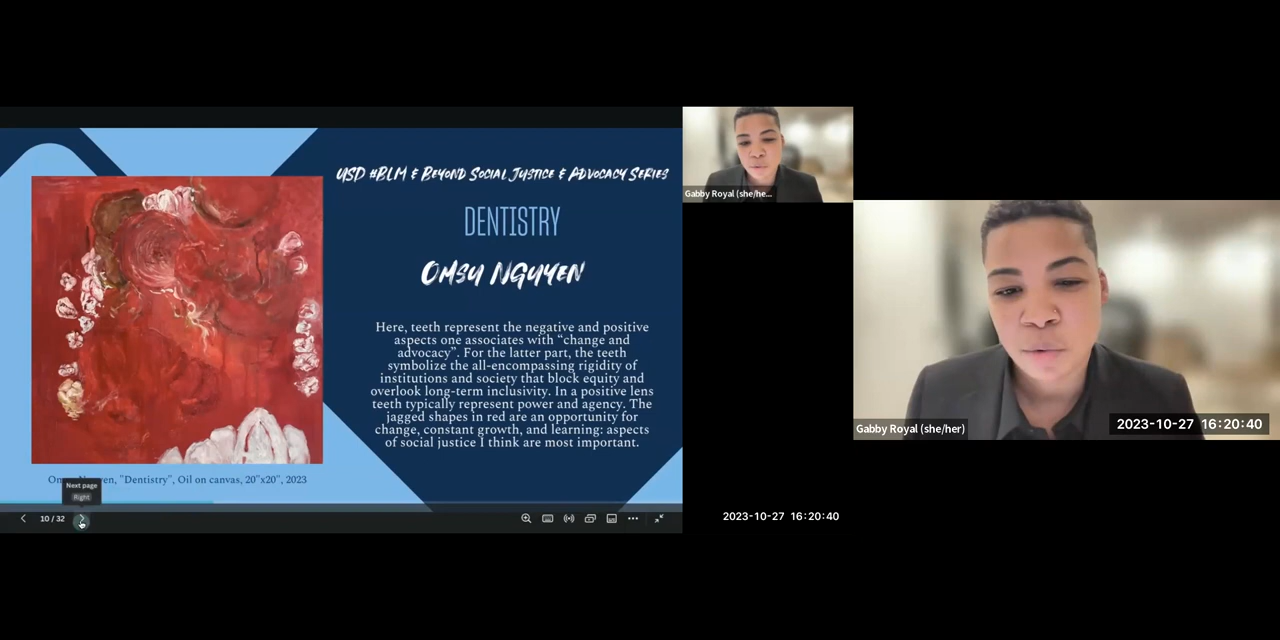 USD #BLM & Beyond Social Justice & Advocacy Series
DENTISTRY
Omsu Nguyen
Here, teeth represent the negative and positive
aspects one associates with “change and
advocacy”. For the latter part, the teeth
symbolize the all-encompassing rigidity of
institutions and society that block equity and
overlook long-term inclusivity. In a positive lens
teeth typically represent power and agency. The
jagged shapes in red are an opportunity for
change, constant growth, and learning: aspects
of social justice I think are most important.
"Dentistry", Oil on canvas, 20"x20", 2023
Next page
Right
10 / 32
Gabby Royal (she/he...
Gabby Royal (she/her)
2023-10-27 16:20:40
2023-10-27 16:20:40